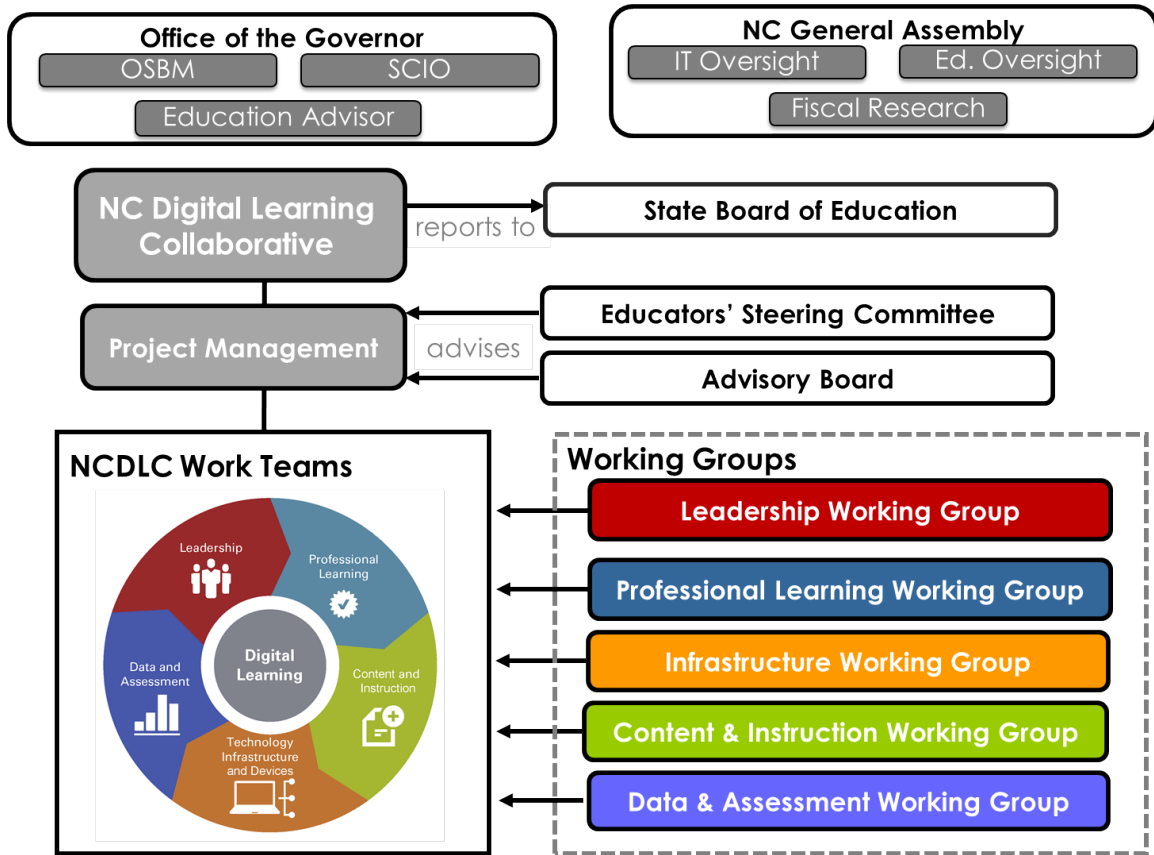 Office of the Governor
OSBM
SCIO
Education Advisor
NC General Assembly
IT Oversight
Ed. Oversight
Fiscal Research
NC Digital Learning
Collaborative
reports to
State Board of Education
Project Management
advises
Educators’ Steering Committee
Advisory Board
NCDLC Work Teams
Leadership
Professional
Learning
Data and
Assessment
Digital
Learning
Content and
Instruction
Technology
Infrastructure
and Devices
Working Groups
Leadership Working Group
Professional Learning Working Group
Infrastructure Working Group
Content & Instruction Working Group
Data & Assessment Working Group